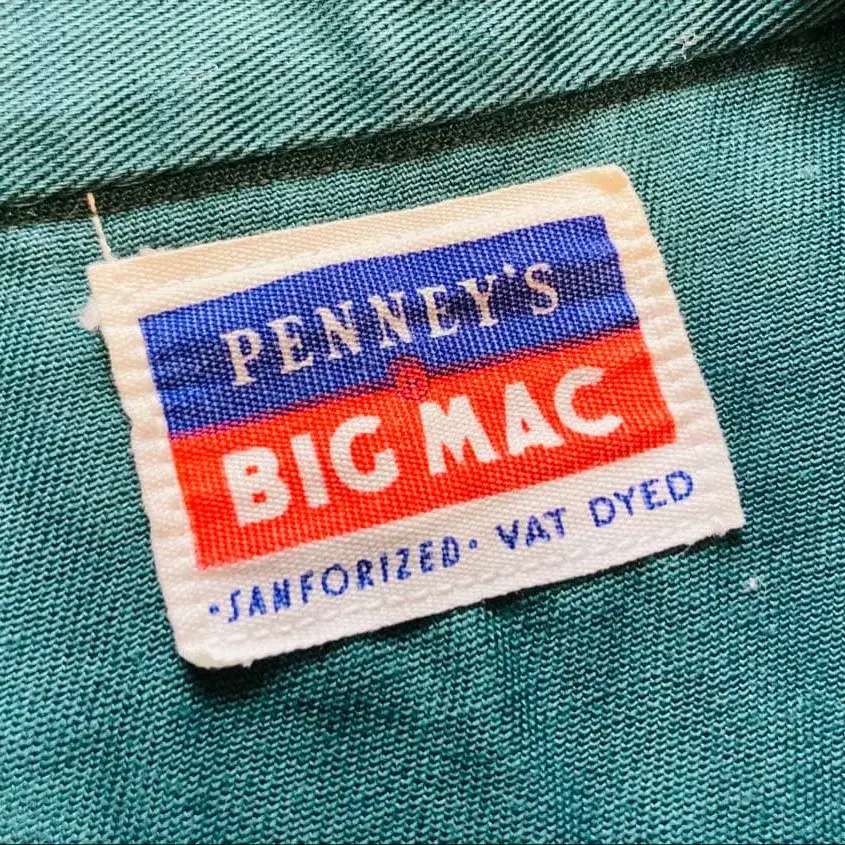 PENNEY'S
BIG MAC
•SANFORIZED• VAT DYED